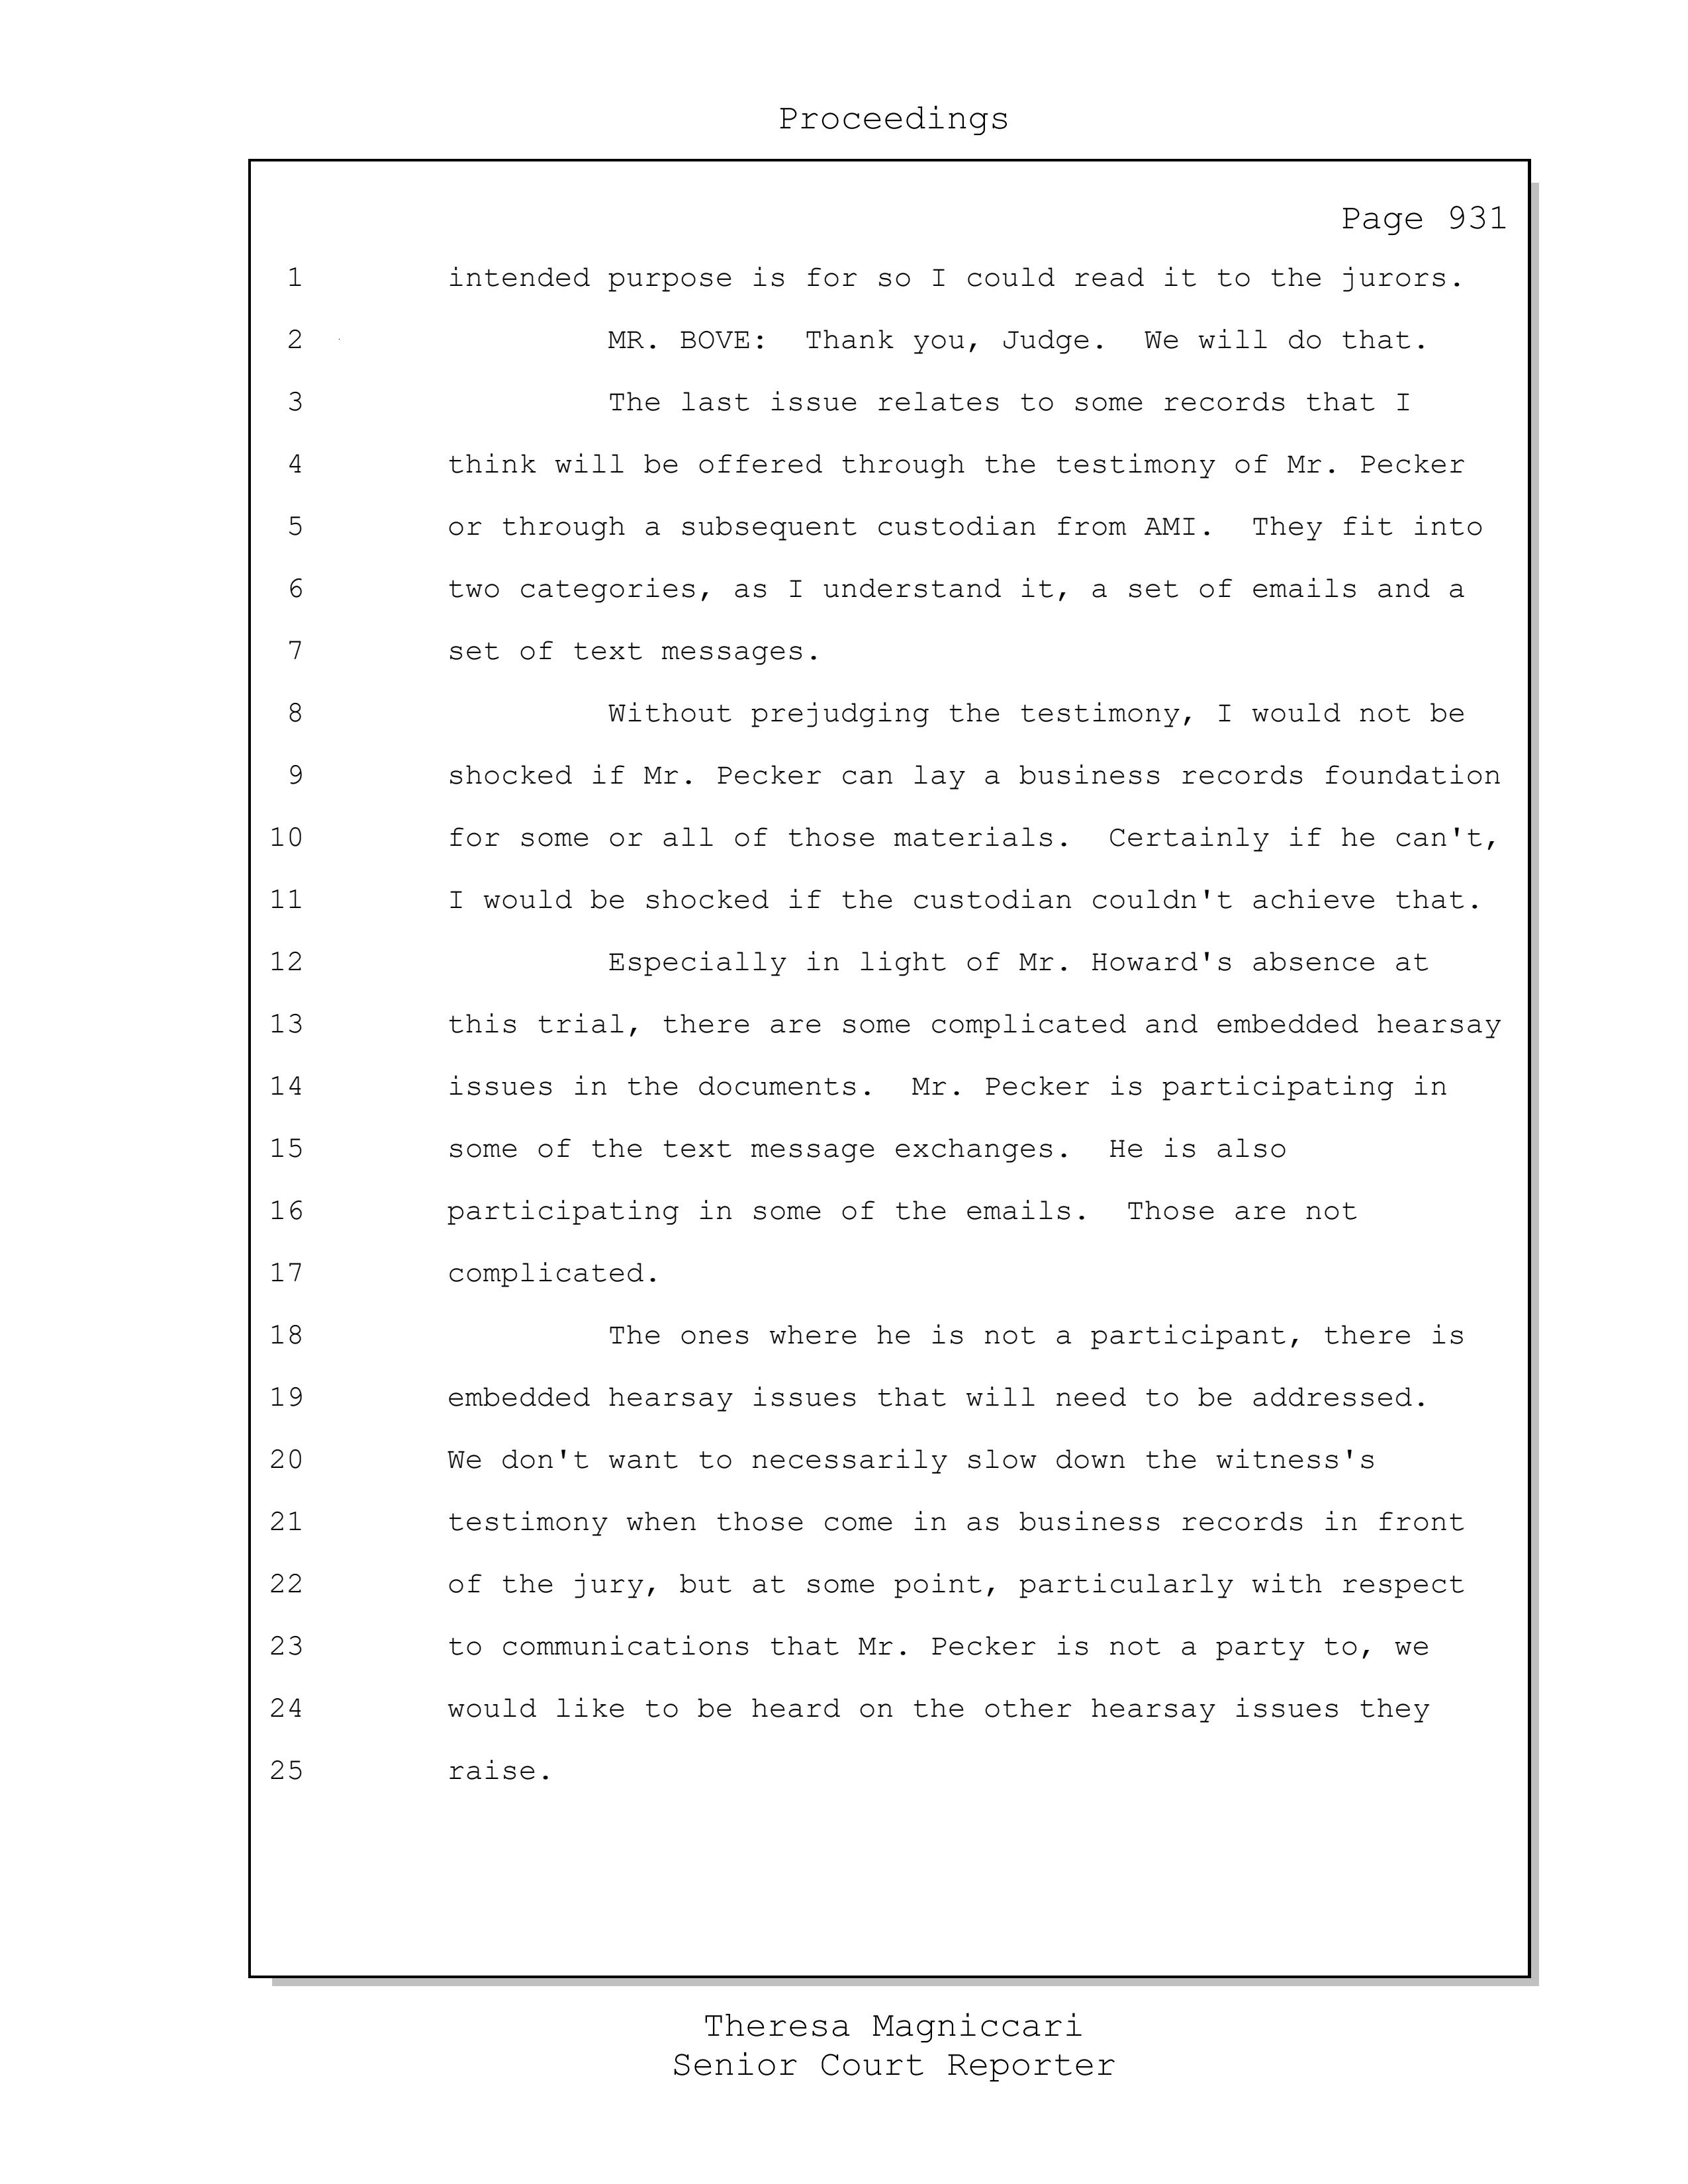 Proceedings
Page 931
1 intended purpose is for so I could read it to the jurors.
2 MR. BOVE: Thank you, Judge. We will do that.
3 The last issue relates to some records that I
4 think will be offered through the testimony of Mr. Pecker
5 or through a subsequent custodian from AMI. They fit into
6 two categories, as I understand it, a set of emails and a
7 set of text messages.
8 Without prejudging the testimony, I would not be
9 shocked if Mr. Pecker can lay a business records foundation
10 for some or all of those materials. Certainly if he can't,
11 I would be shocked if the custodian couldn't achieve that.
12 Especially in light of Mr. Howard's absence at
13 this trial, there are some complicated and embedded hearsay
14 issues in the documents. Mr. Pecker is participating in
15 some of the text message exchanges. He is also
16 participating in some of the emails. Those are not
17 complicated.
18 The ones where he is not a participant, there is
19 embedded hearsay issues that will need to be addressed.
20 We don't want to necessarily slow down the witness's
21 testimony when those come in as business records in front
22 of the jury, but at some point, particularly with respect
23 to communications that Mr. Pecker is not a party to, we
24 would like to be heard on the other hearsay issues they
25 raise.
Theresa Magniccari
Senior Court Reporter